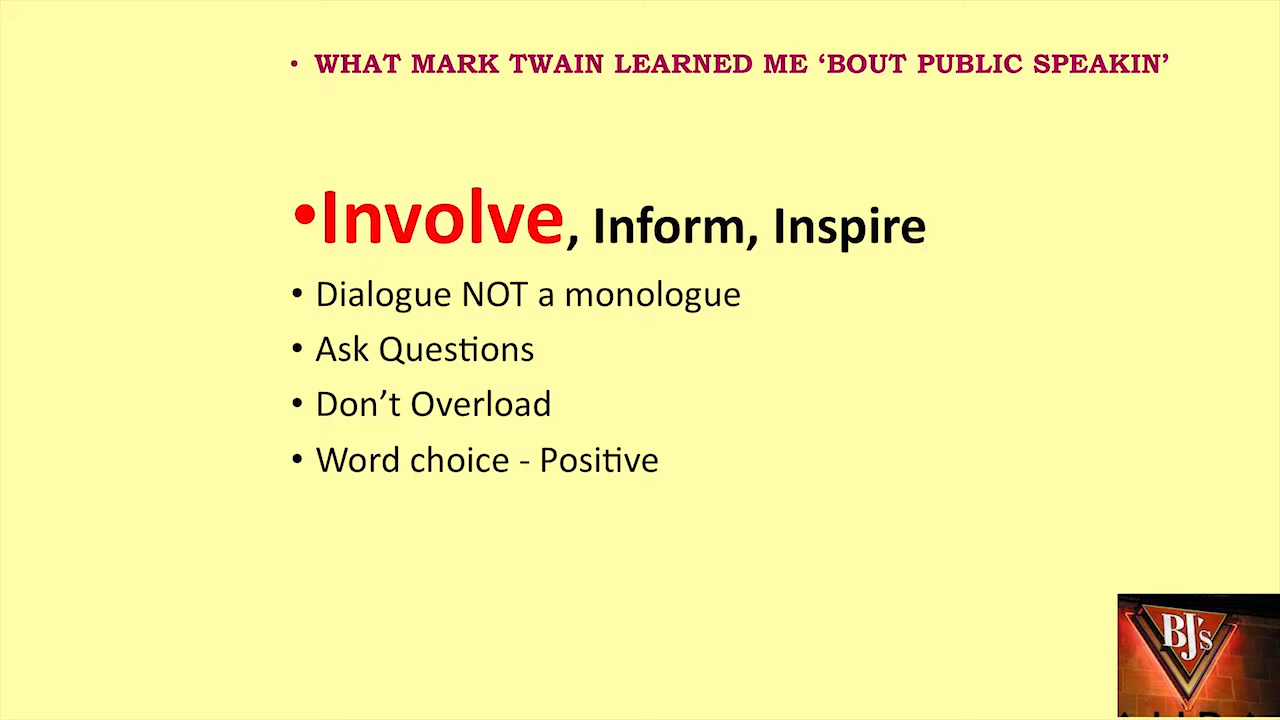 • WHAT MARK TWAIN LEARNED ME ‘BOUT PUBLIC SPEAKIN’
•Involve, Inform, Inspire
• Dialogue NOT a monologue
• Ask Questions
• Don’t Overload
• Word choice - Positive
BJ's